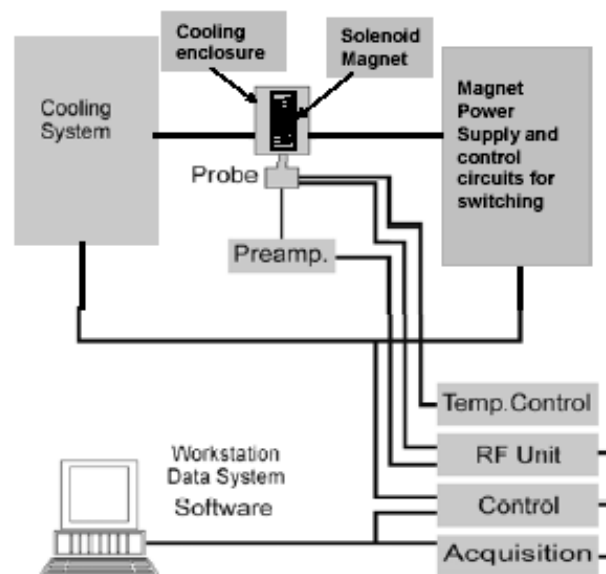 Cooling
enclosure
Solenoid
Magnet
Cooling
System
Magnet
Power
Supply and
control
circuits for
switching
Probe
Preamp.
Temp.Control
RF Unit
Control
Acquisition
Workstation
Data System
Software